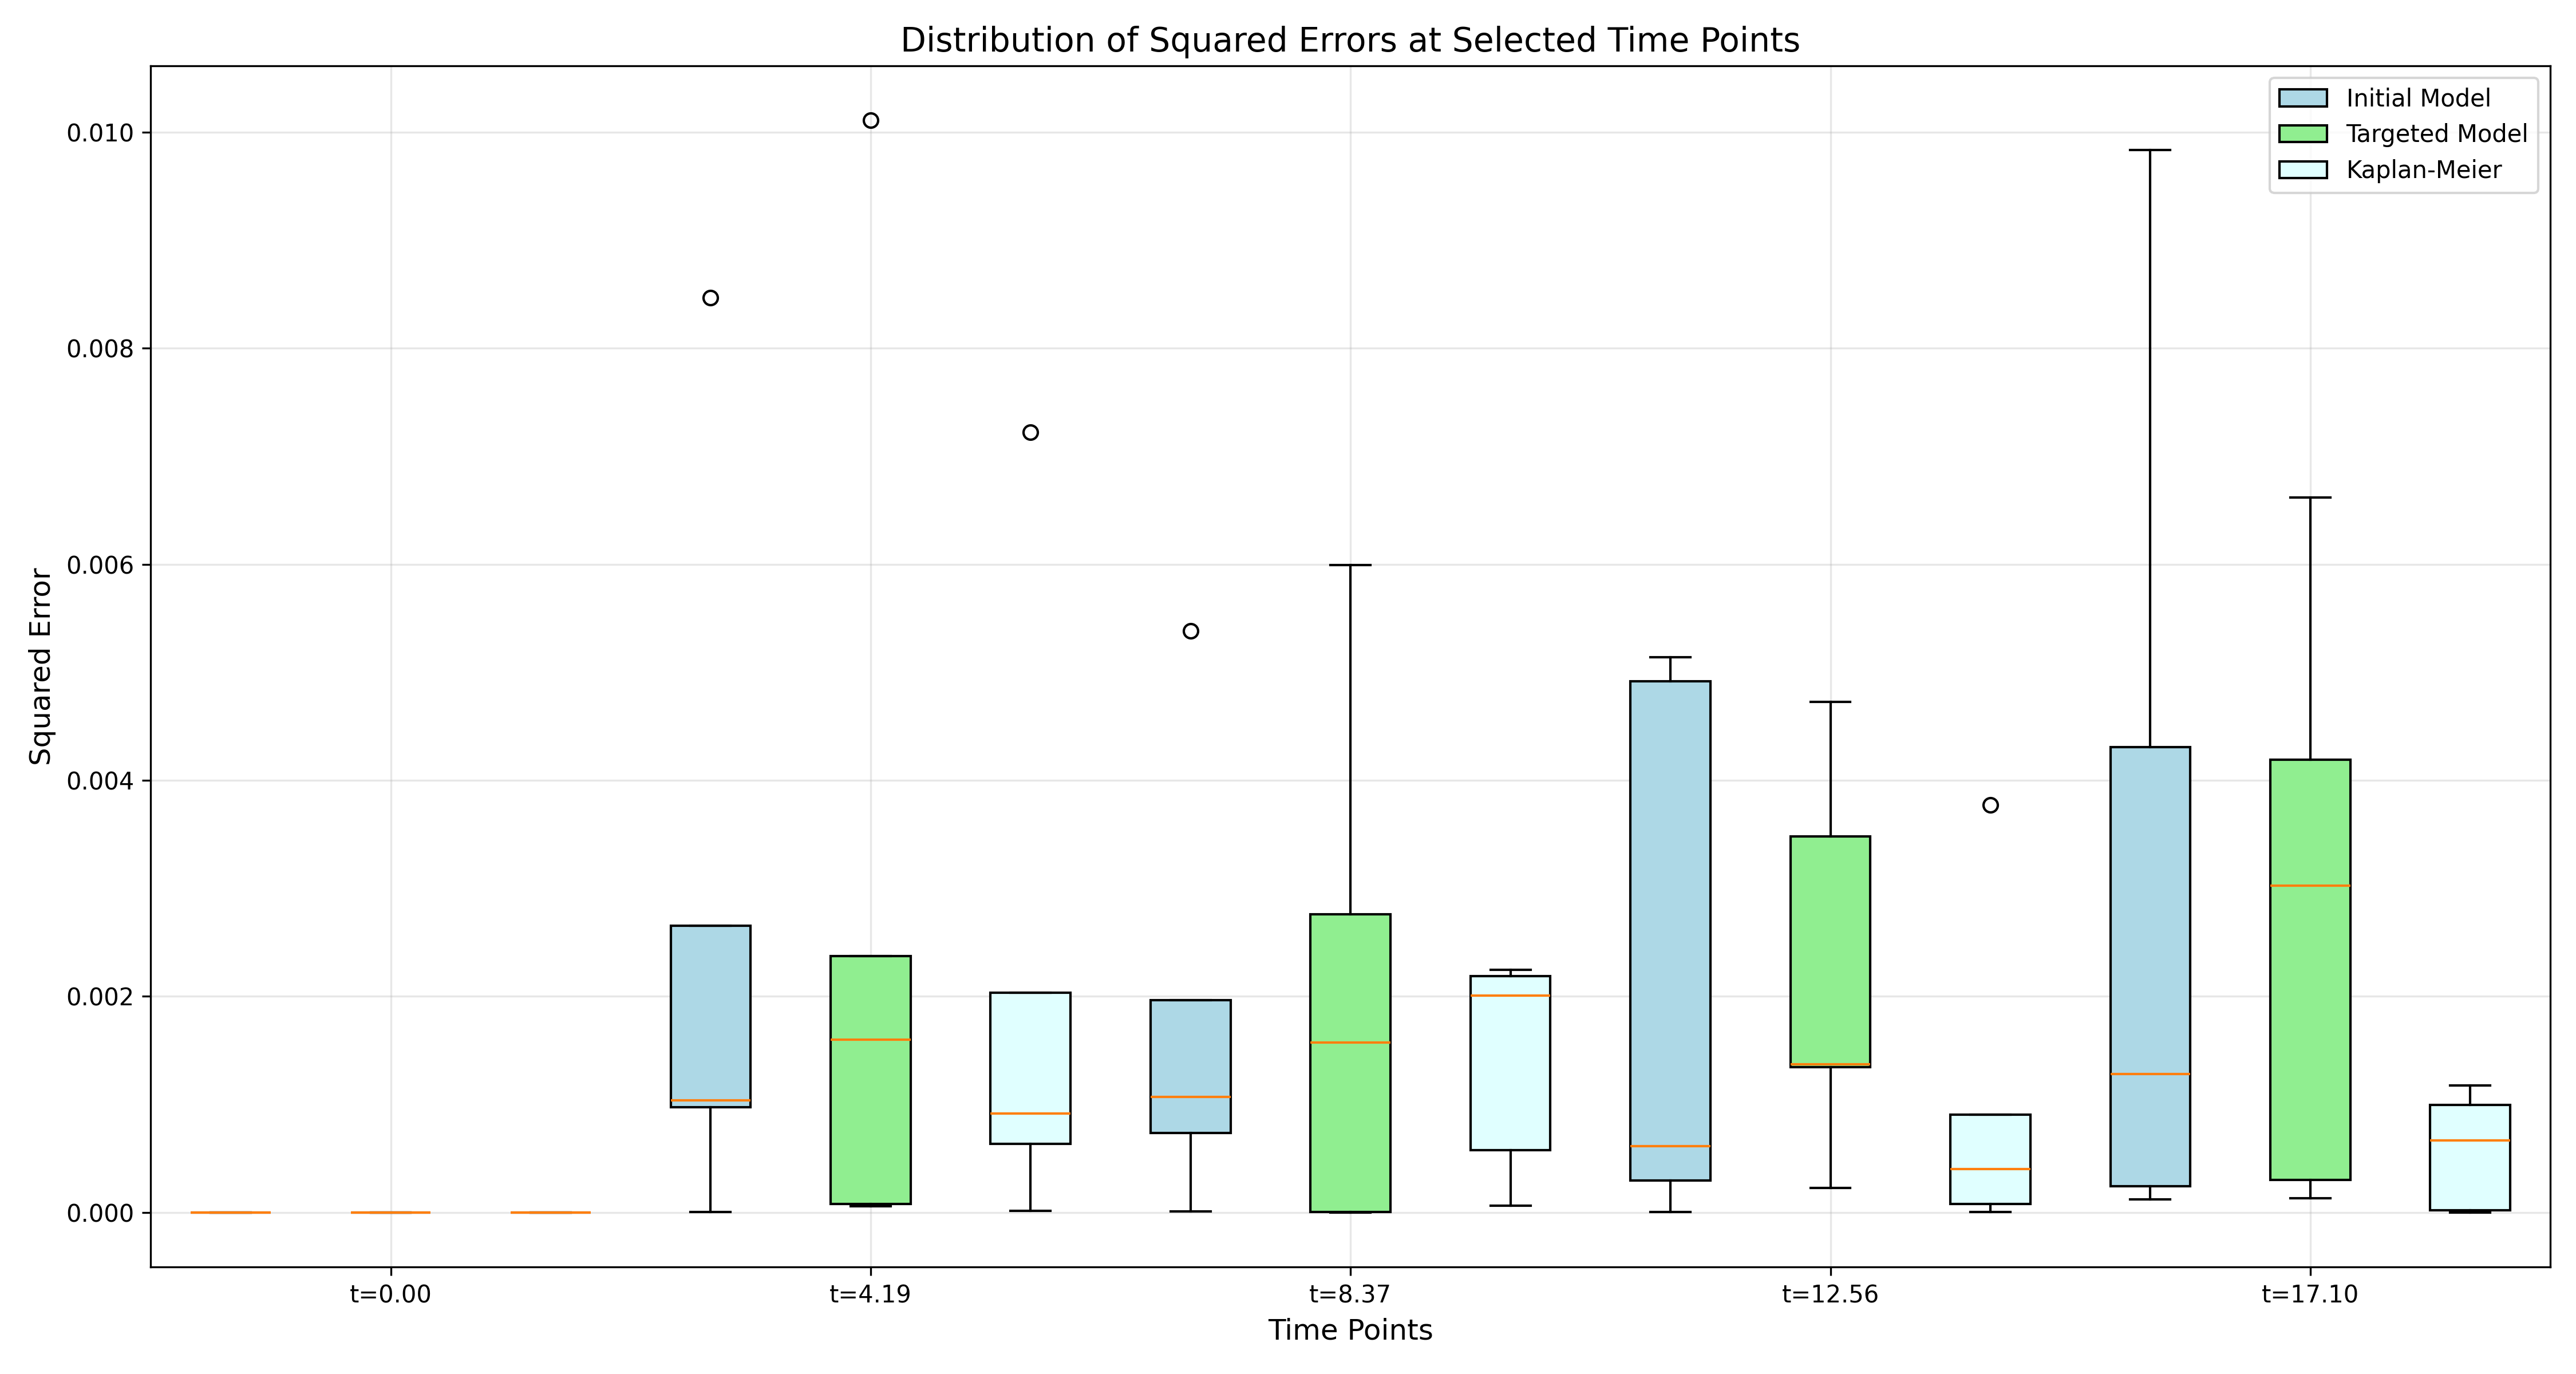 Distribution of Squared Errors at Selected Time Points
Initial Model
Targeted Model
Kaplan-Meier
0.010
0.008
0.006
0.004
0.002
0.000
Squared Error
t=0.00
t=4.19
t=8.37
t=12.56
t=17.10
Time Points